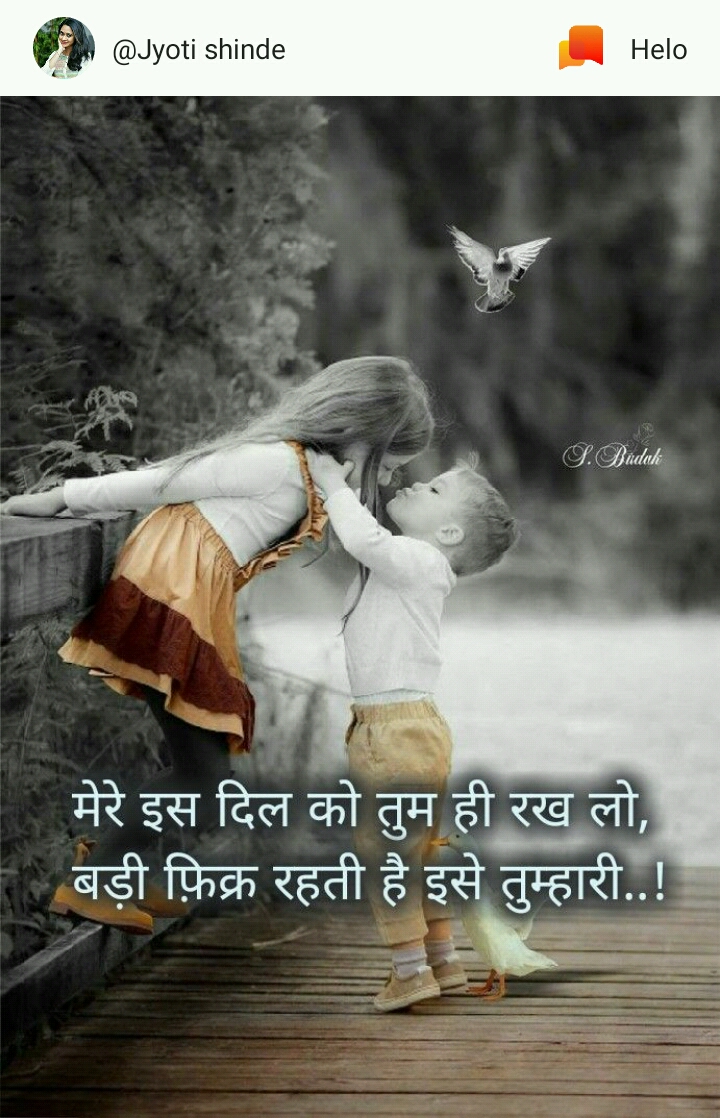 @Jyoti shinde
Helo
S. Budak
मेरे इस दिल को तुम ही रख लो,
बड़ी फ़िक्र रहती है इसे तुम्हारी..!